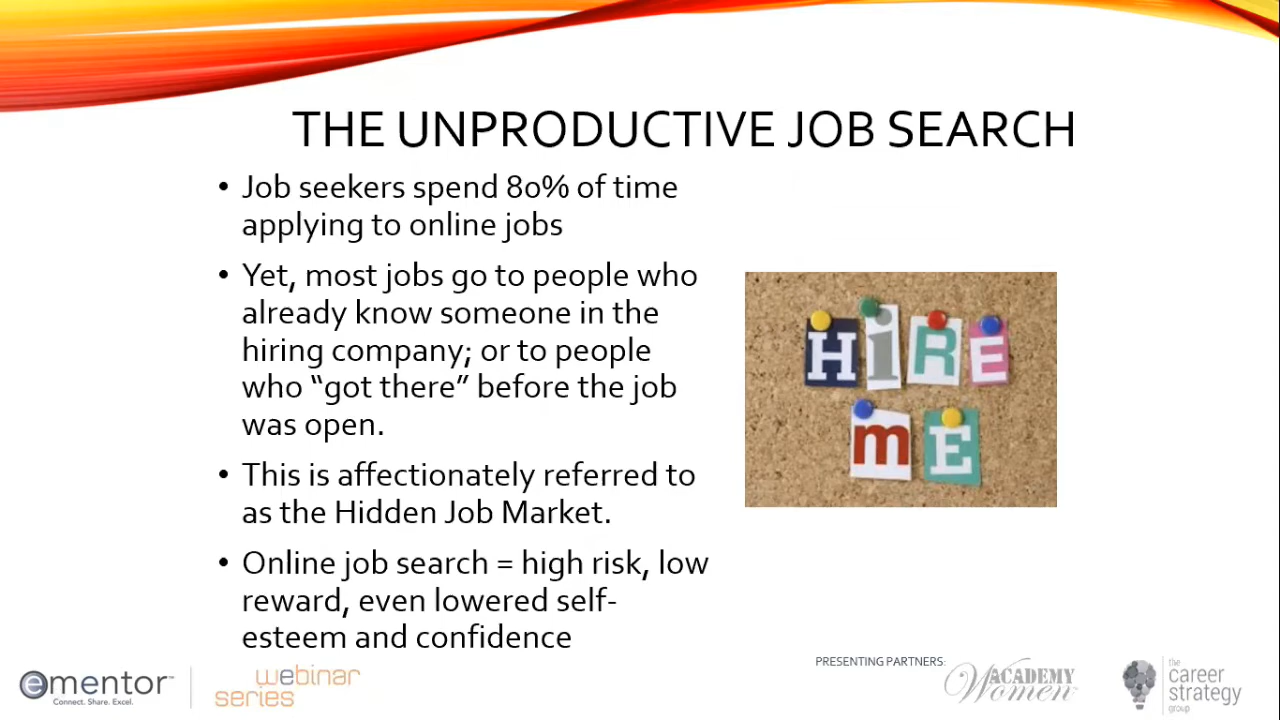 THE UNPRODUCTIVE JOB SEARCH
• Job seekers spend 80% of time
applying to online jobs
• Yet, most jobs go to people who
already know someone in the
hiring company; or to people
who “got there” before the job
was open.
• This is affectionately referred to
as the Hidden Job Market.
• Online job search = high risk, low
reward, even lowered self-
esteem and confidence
HiRE
mE
ementor™
Connect. Share. Excel.
webinar
series
PRESENTING PARTNERS:
ACADEMY
Women
the
career
strategy
group